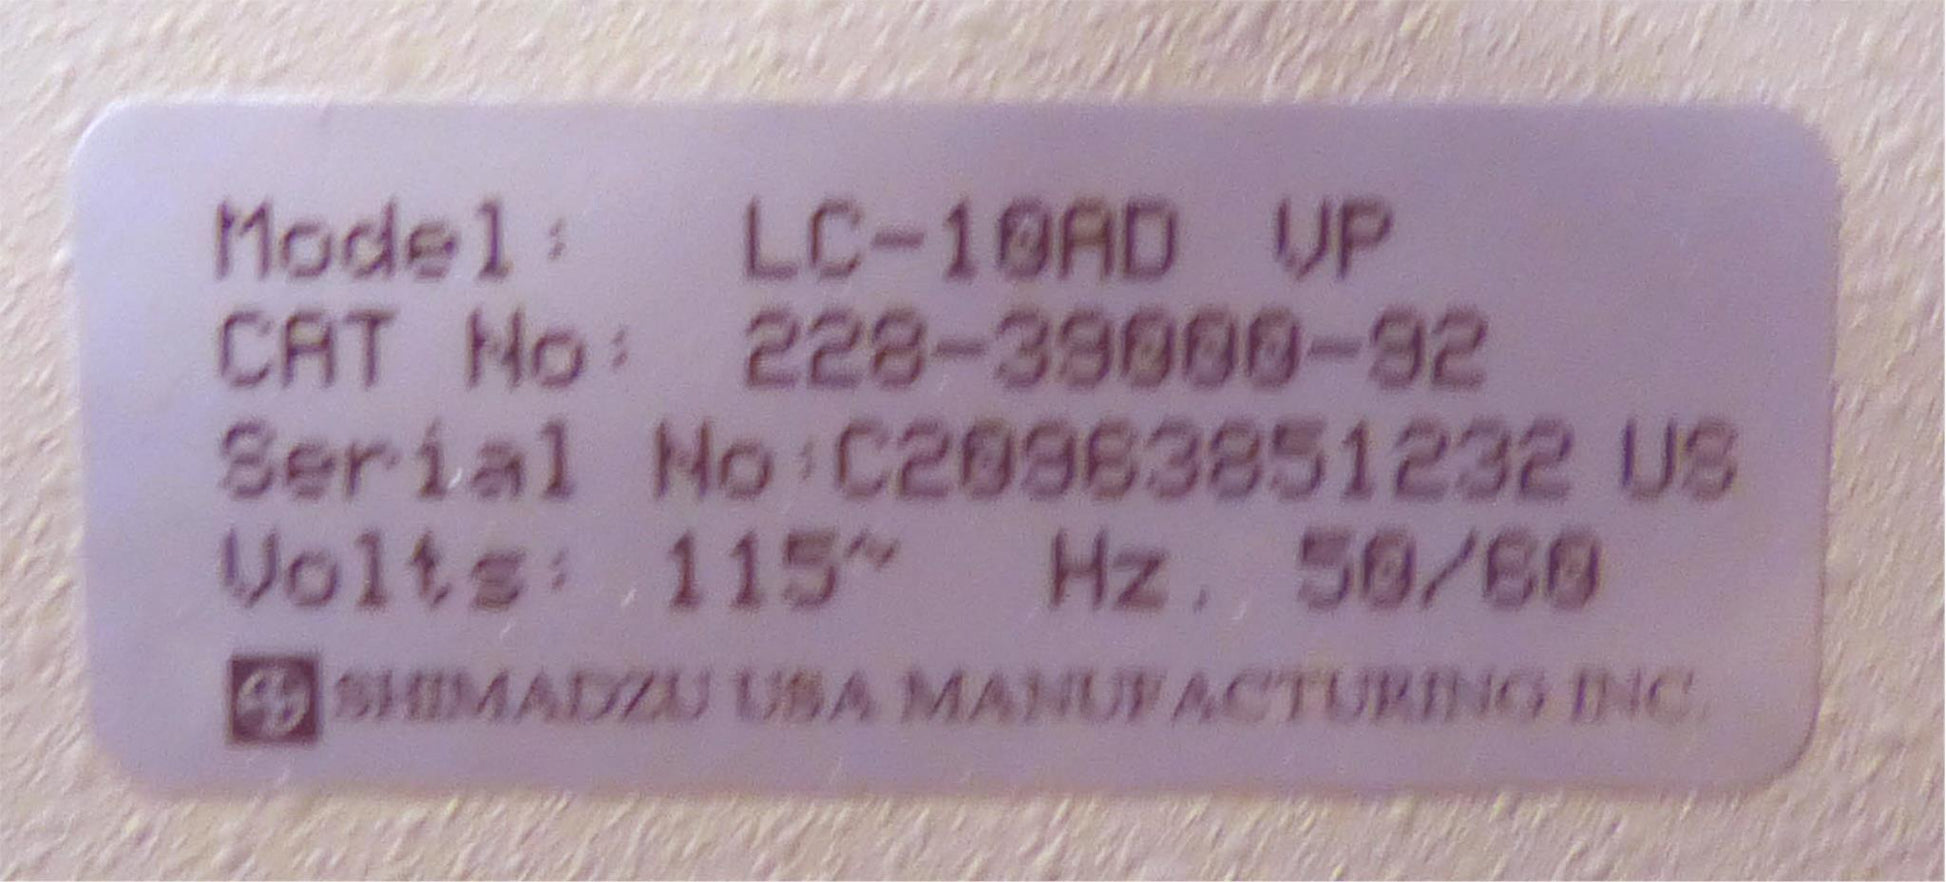 Model: LC-10AD VP
CAT No: 228-39000-92
Serial No:C20963851232 US
Volts: 115~ Hz. 50/60
SHIMADZU USA MANUFACTURING INC.